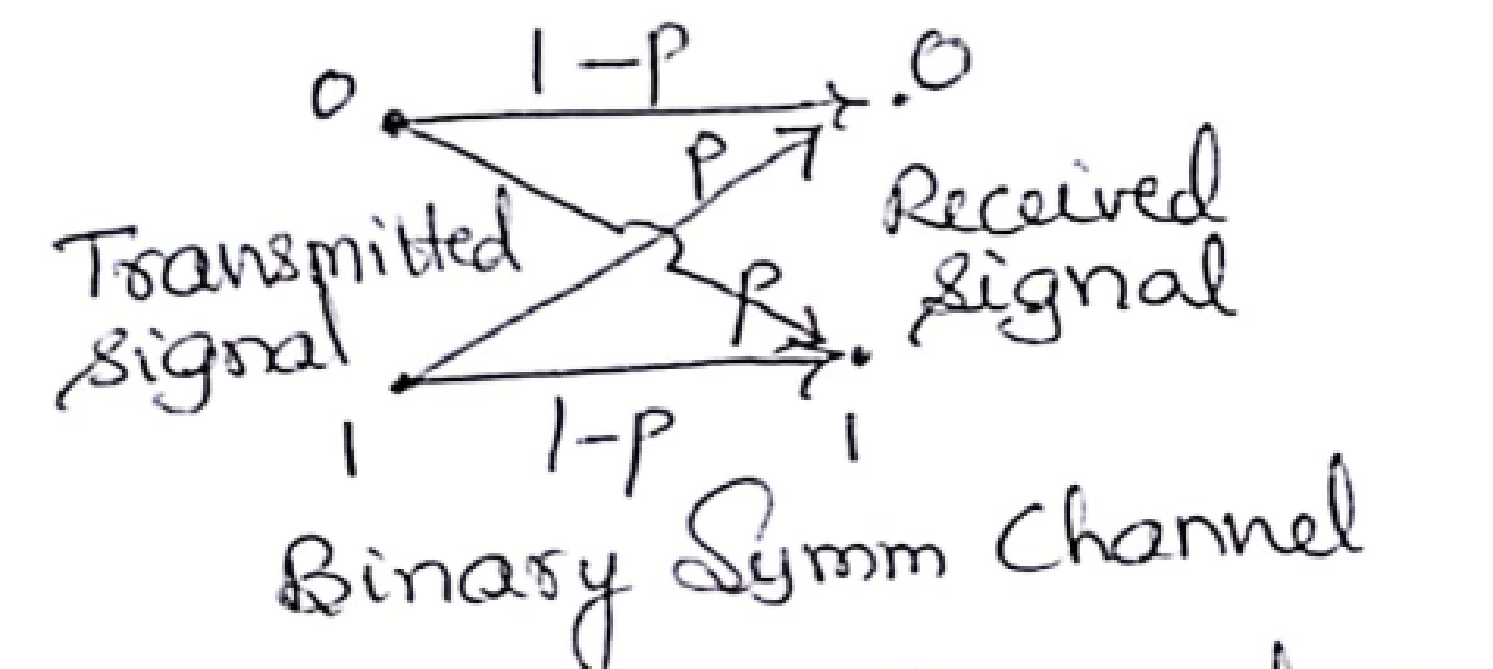 1-p
0 .0
p
Transmitted Received
signal signal
p
1-p
1 1
Binary Symm Channel